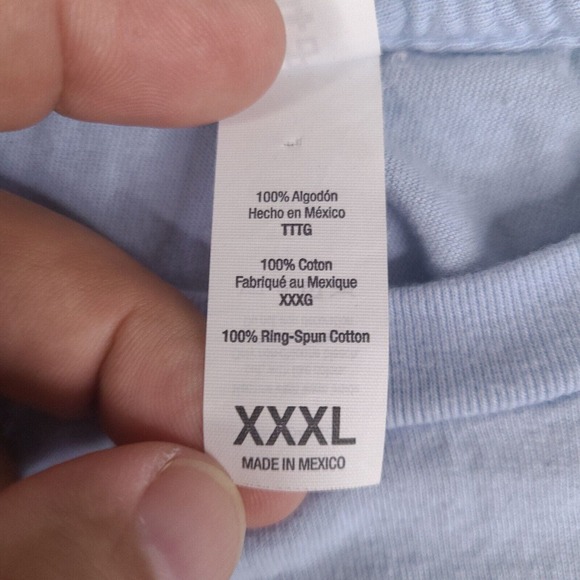 100% Algodón
Hecho en México
TTTG
100% Coton
Fabriqué au Mexique
XXXG
100% Ring-Spun Cotton
XXXL
MADE IN MEXICO